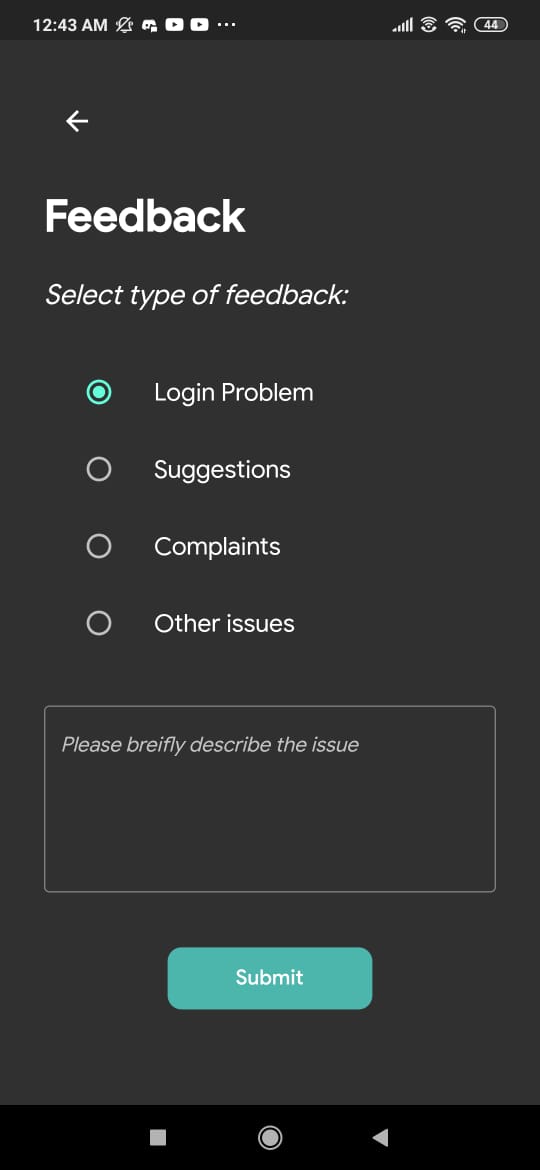 12:43 AM
44
Feedback
Select type of feedback:
Login Problem
Suggestions
Complaints
Other issues
Please breifly describe the issue
Submit